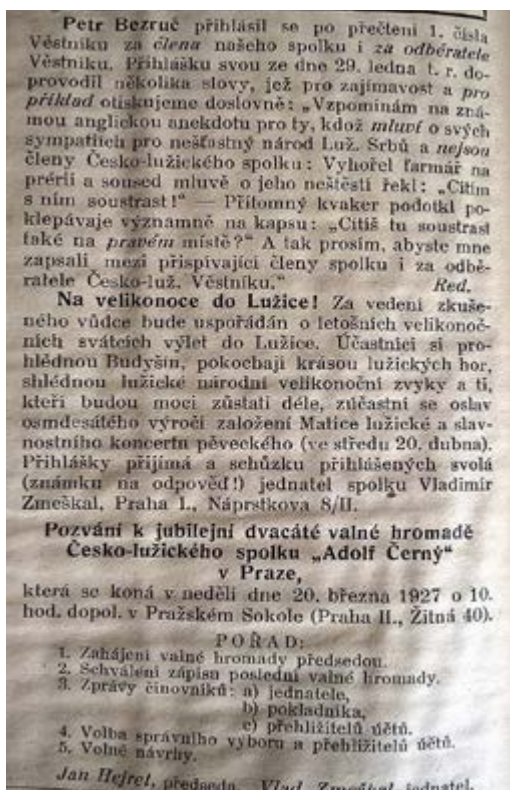 Petr Bezruč přihlásil se po přečtení 1. čísla
Věstníku za člena našeho spolku i za odběratele
Věstníku. Přihlášku svou ze dne 29. ledna t. r. do-
provodil několika slovy, jež pro zajímavost a pro
příklad otiskujeme doslovně: „Vzpomínám na zná-
mou anglickou anekdotu pro ty, kdož mluví o svých
sympatiích pro nešťastný národ Luž. Srbů a nejsou
členy Česko-lužického spolku: Vyhořel farmář na
prérii a soused mluvě o jeho neštěstí řekl: „Cítím
s ním soustrast!“ — Přítomný kvaker podotkl po-
klepávaje významně na kapsu: „Cítíš tu soustrast
také na pravém místě?“ A tak prosím, abyste mne
zapsali mezi přispívající členy spolku i za odbě-
ratele Česko-luž. Věstníku.“ Red.
Na velikonoce do Lužice! Za vedení zkuše-
ného vůdce bude uspořádán o letošních velikonoč-
ních svátcích výlet do Lužice. Účastníci si pro-
hlédnou Budyšín, pokochají krásou lužických hor,
shlédnou lužické národní velikonoční zvyky a ti,
kteří budou moci zůstati déle, zúčastní se oslav
osmdesátého výročí založení Matice lužické a slav-
nostního koncertu pěveckého (ve středu 20. dubna).
Přihlášky přijímá a schůzku přihlášených svolá
(známku na odpověď!) jednatel spolku Vladimír
Zmeškal, Praha I., Náprstkova 8/II.
Pozvání k jubilejní dvacáté valné hromadě
Česko-lužického spolku „Adolf Černý“
v Praze,
která se koná v neděli dne 20. března 1927 o 10.
hod. dopol. v Pražském Sokole (Praha II., Žitná 40).
POŘAD:
1. Zahájení valné hromady předsedou.
2. Schválení zápisu poslední valné hromady.
3. Zprávy činovníků: a) jednatele,
b) pokladníka,
c) přehlížitelů účtů.
4. Volba správního výboru a přehlížitelů účtů.
5. Volné návrhy.
Jan Hejret, předseda. Vlad. Zmeškal, jednatel.